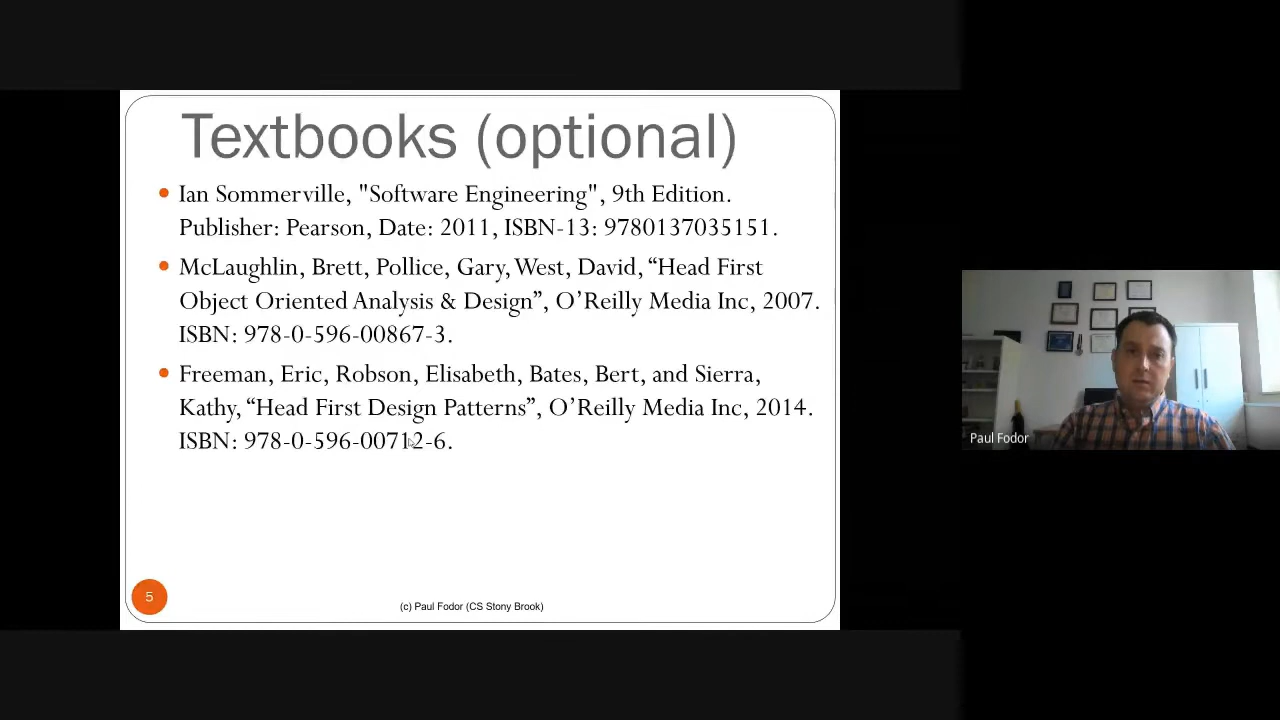 Textbooks (optional)
Ian Sommerville, "Software Engineering", 9th Edition.
Publisher: Pearson, Date: 2011, ISBN-13: 9780137035151.
McLaughlin, Brett, Pollice, Gary, West, David, “Head First
Object Oriented Analysis & Design”, O’Reilly Media Inc, 2007.
ISBN: 978-0-596-00867-3.
Freeman, Eric, Robson, Elisabeth, Bates, Bert, and Sierra,
Kathy, “Head First Design Patterns”, O’Reilly Media Inc, 2014.
ISBN: 978-0-596-00712-6.
5
(c) Paul Fodor (CS Stony Brook)
Paul Fodor